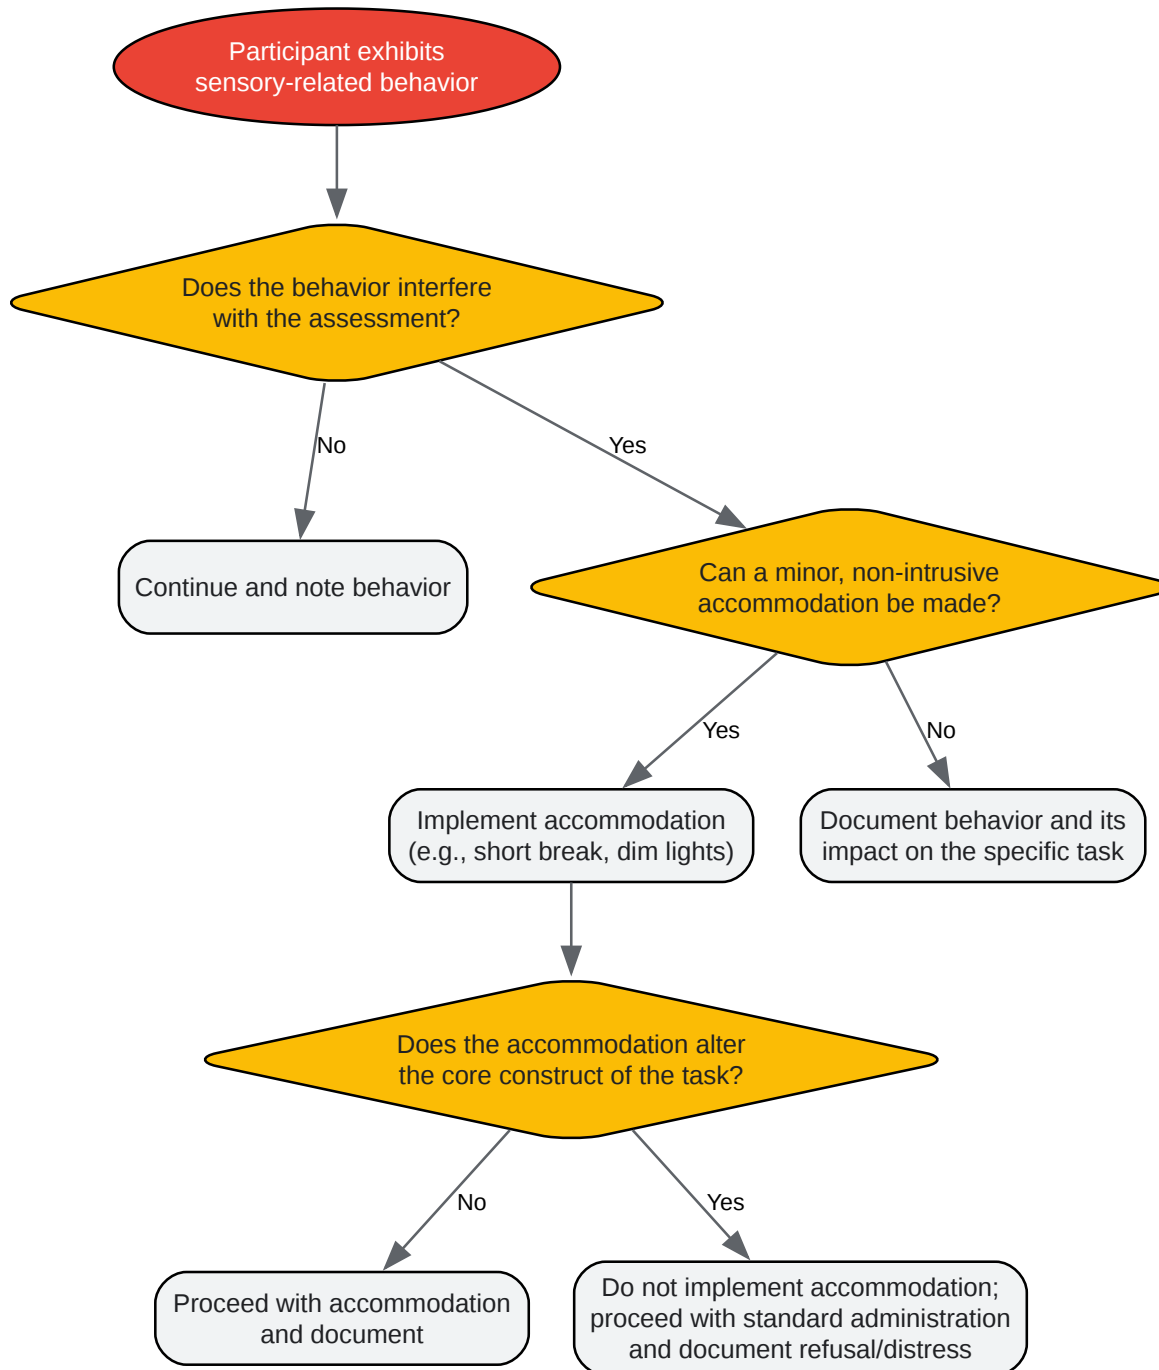 Participant exhibits
sensory-related behavior
Does the behavior interfere
with the assessment?
No
Yes
Continue and note behavior
Can a minor, non-intrusive
accommodation be made?
Yes
No
Implement accommodation
(e.g., short break, dim lights)
Document behavior and its
impact on the specific task
Does the accommodation alter
the core construct of the task?
No
Yes
Proceed with accommodation
and document
Do not implement accommodation;
proceed with standard administration
and document refusal/distress